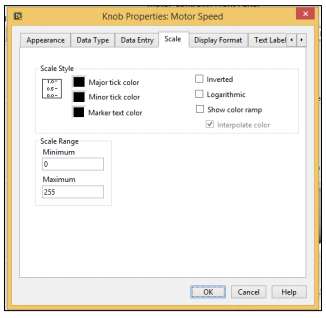 Knob Properties: Motor Speed
Appearance Data Type Data Entry Scale Display Format Text Label
Scale Style
1.0-
0.5-
0.0-
Major tick color
Minor tick color
Marker text color
Inverted
Logarithmic
Show color ramp
Interpolate color
Scale Range
Minimum
0
Maximum
255
OK Cancel Help